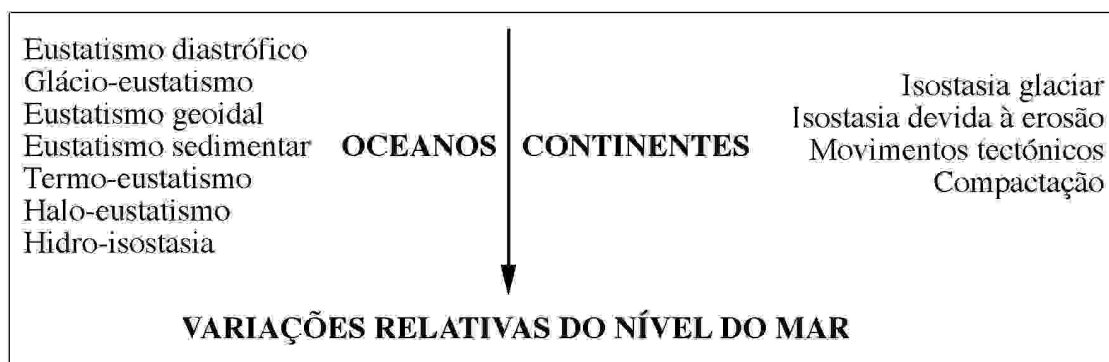 Eustatismo diastrófico
Glácio-eustatismo
Eustatismo geoidal
Eustatismo sedimentar
Termo-eustatismo
Halo-eustatismo
Hidro-isostasia
OCEANOS
CONTINENTES
Isostasia glaciar
Isostasia devida à erosão
Movimentos tectónicos
Compactação
VARIAÇÕES RELATIVAS DO NÍVEL DO MAR